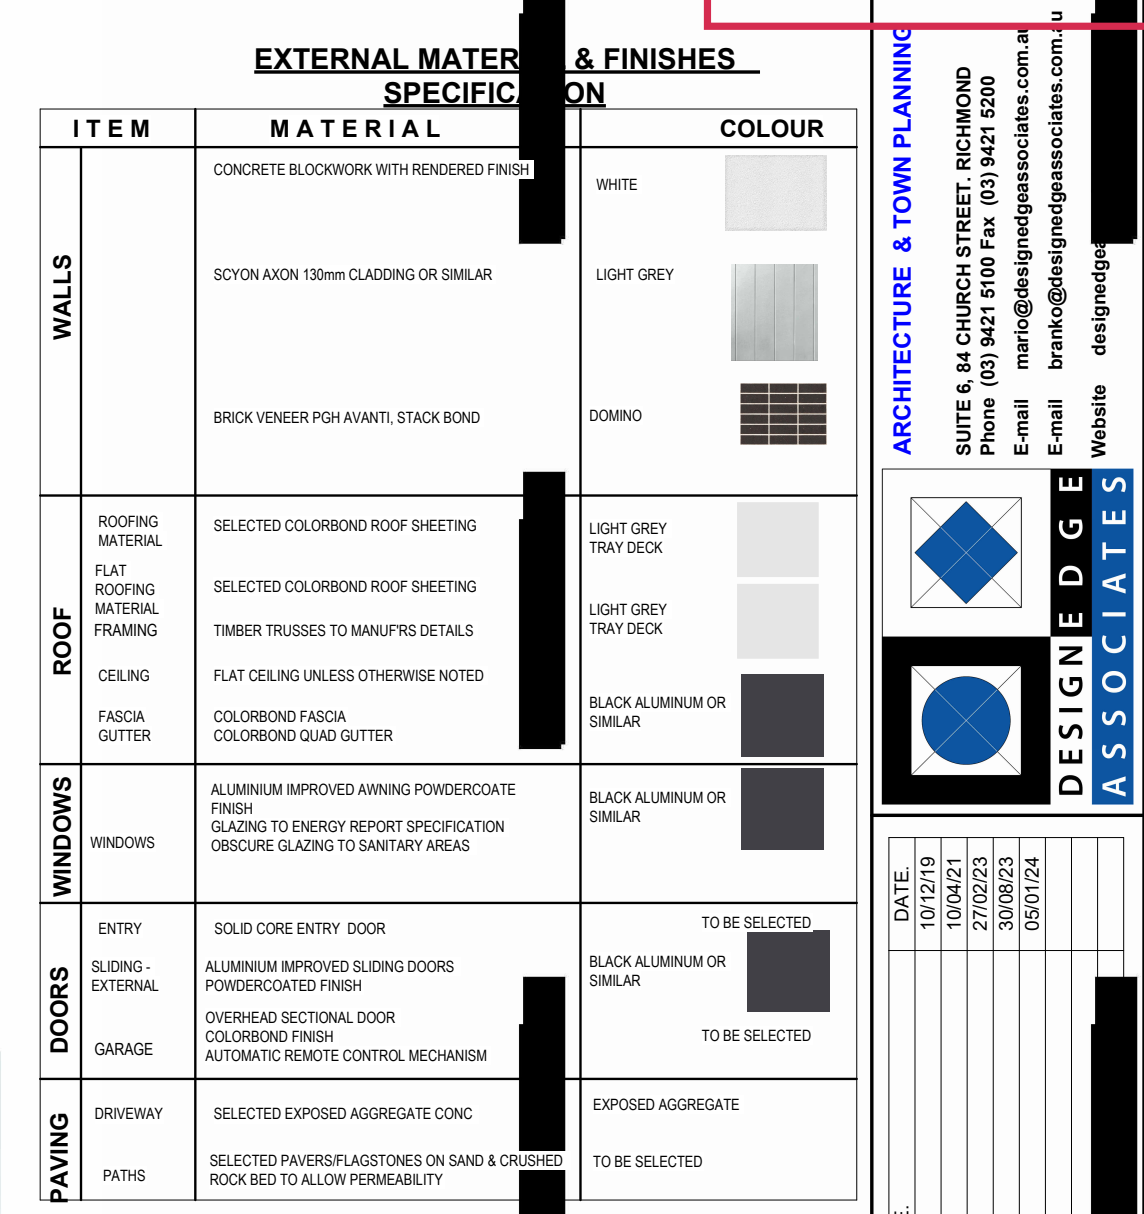 EXTERNAL MATER & FINISHES
SPECIFICA ON
ITEM MATERIAL COLOUR
WALLS
CONCRETE BLOCKWORK WITH RENDERED FINISH WHITE
SCYON AXON 130mm CLADDING OR SIMILAR LIGHT GREY
BRICK VENEER PGH AVANTI, STACK BOND DOMINO
ROOF
ROOFING
MATERIAL
SELECTED COLORBOND ROOF SHEETING
LIGHT GREY
TRAY DECK
FLAT
ROOFING
MATERIAL
SELECTED COLORBOND ROOF SHEETING
LIGHT GREY
TRAY DECK
FRAMING TIMBER TRUSSES TO MANUF'RS DETAILS
CEILING FLAT CEILING UNLESS OTHERWISE NOTED
FASCIA COLORBOND FASCIA
GUTTER COLORBOND QUAD GUTTER
BLACK ALUMINUM OR
SIMILAR
WINDOWS
WINDOWS
ALUMINIUM IMPROVED AWNING POWDERCOATE
FINISH
GLAZING TO ENERGY REPORT SPECIFICATION
OBSCURE GLAZING TO SANITARY AREAS
BLACK ALUMINUM OR
SIMILAR
DOORS
ENTRY SOLID CORE ENTRY DOOR TO BE SELECTED
SLIDING -
EXTERNAL
ALUMINIUM IMPROVED SLIDING DOORS
POWDERCOATED FINISH
BLACK ALUMINUM OR
SIMILAR
GARAGE
OVERHEAD SECTIONAL DOOR
COLORBOND FINISH
AUTOMATIC REMOTE CONTROL MECHANISM
TO BE SELECTED
PAVING
DRIVEWAY SELECTED EXPOSED AGGREGATE CONC EXPOSED AGGREGATE
PATHS
SELECTED PAVERS/FLAGSTONES ON SAND & CRUSHED
ROCK BED TO ALLOW PERMEABILITY
TO BE SELECTED
ARCHITECTURE & TOWN PLANNING
SUITE 6, 84 CHURCH STREET. RICHMOND
Phone (03) 9421 5100 Fax (03) 9421 5200
E-mail mario@designedgeassociates.com.au
E-mail branko@designedgeassociates.com.au
Website designedgea
DESIGN EDGE
ASSOCIATES
DATE.
10/12/19
10/04/21
27/02/23
30/08/23
05/01/24